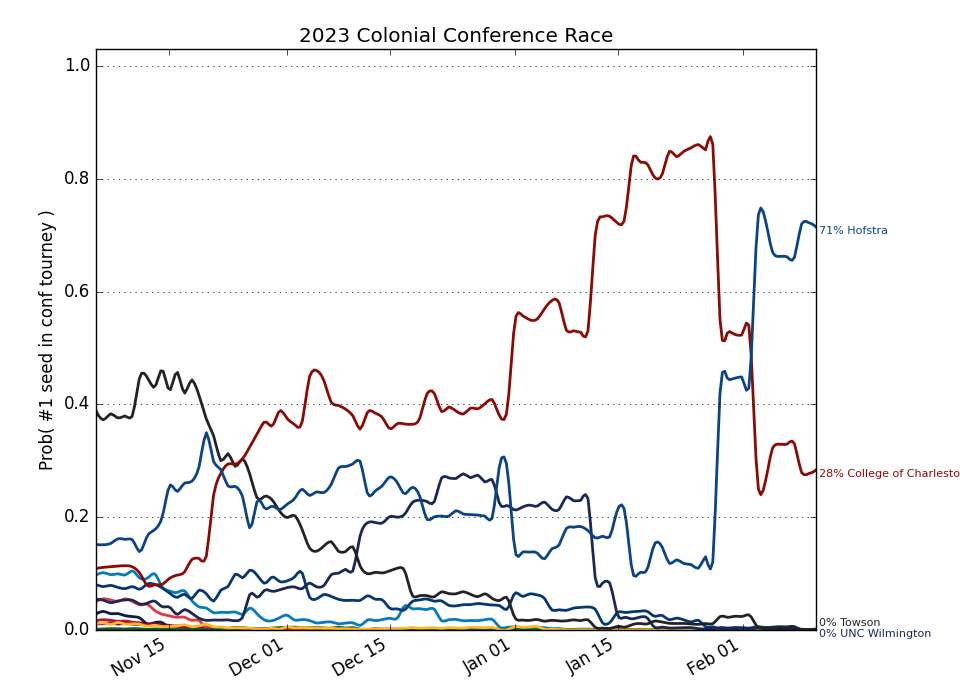 2023 Colonial Conference Race
Prob( #1 seed in conf tourney )
1.0
0.8
0.6
0.4
0.2
0.0
71% Hofstra
28% College of Charlesto
0% Towson
0% UNC Wilmington
Nov 15
Dec 01
Dec 15
Jan 01
Jan 15
Feb 01